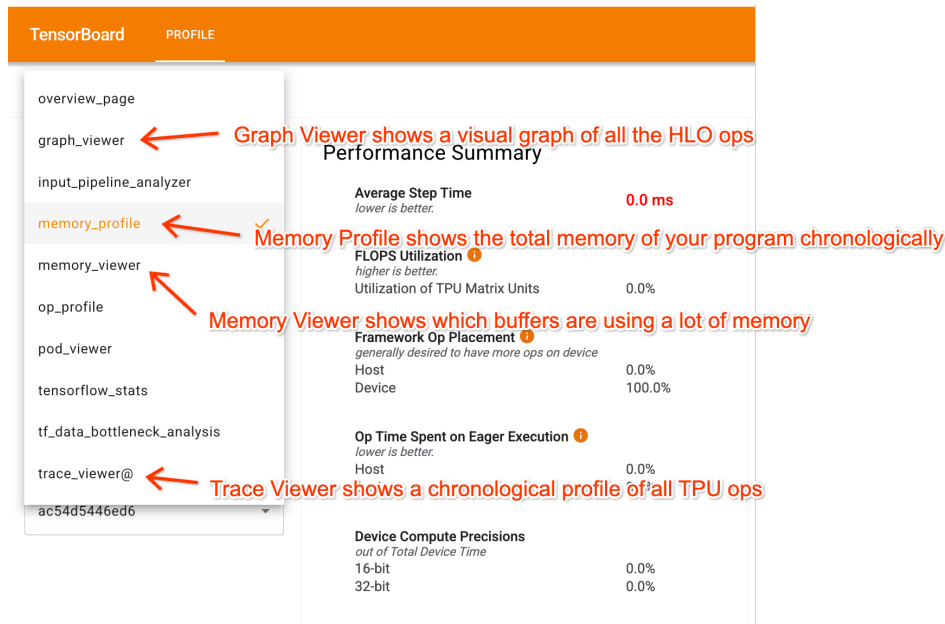 TensorBoard
PROFILE
overview_page
graph_viewer
Graph Viewer shows a visual graph of all the HLO ops
Performance Summary
input_pipeline_analyzer
Average Step Time
0.0 ms
lower is better.
memory_profile
Memory Profile shows the total memory of your program chronologically
FLOPS Utilization
higher is better.
Utilization of TPU Matrix Units
0.0%
memory_viewer
op_profile
Memory Viewer shows which buffers are using a lot of memory
Framework Op Placement
generally desired to have more ops on device
Host
0.0%
Device
100.0%
pod_viewer
tensorflow_stats
tf_data_bottleneck_analysis
Op Time Spent on Eager Execution
lower is better.
Host
0.0%
trace_viewer@
Trace Viewer shows a chronological profile of all TPU ops
ac54d5446ed6
Device Compute Precisions
out of Total Device Time
16-bit
0.0%
32-bit
0.0%